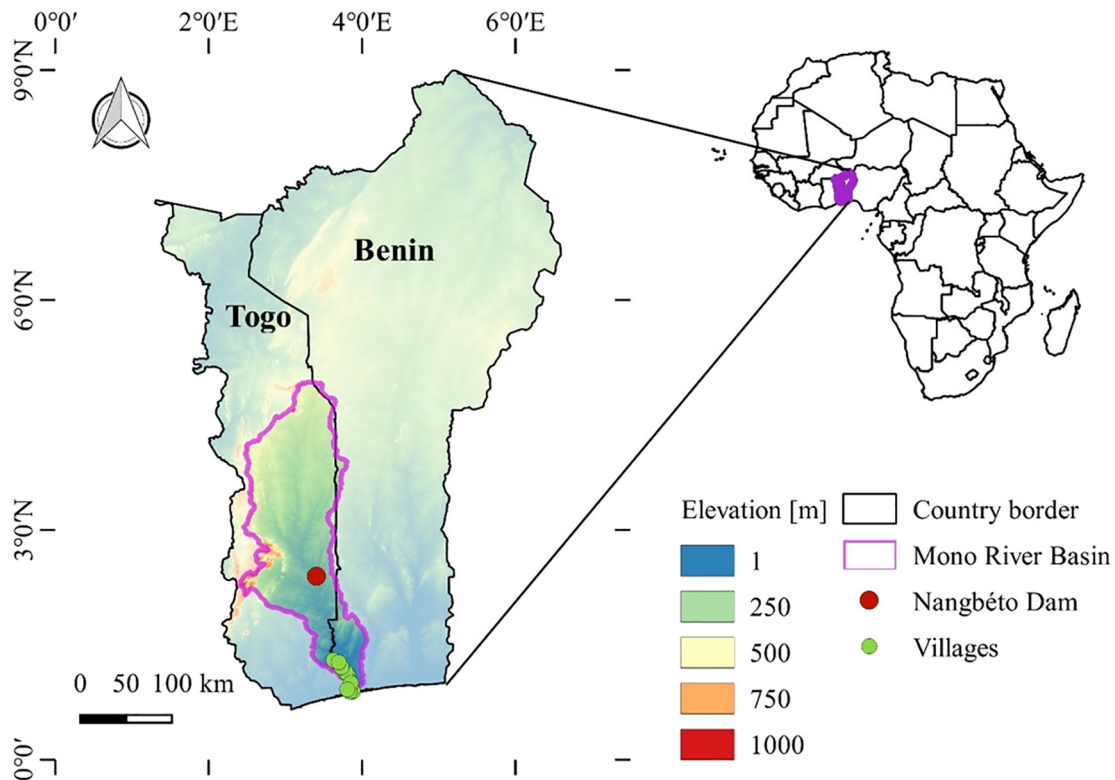 0°0′ 2°0′E 4°0′E 6°0′E
9°0′N
6°0′N
3°0′N
0°0′
Benin
Togo
0 50 100 km
Elevation [m]
1
250
500
750
1000
Country border
Mono River Basin
Nangbéto Dam
Villages